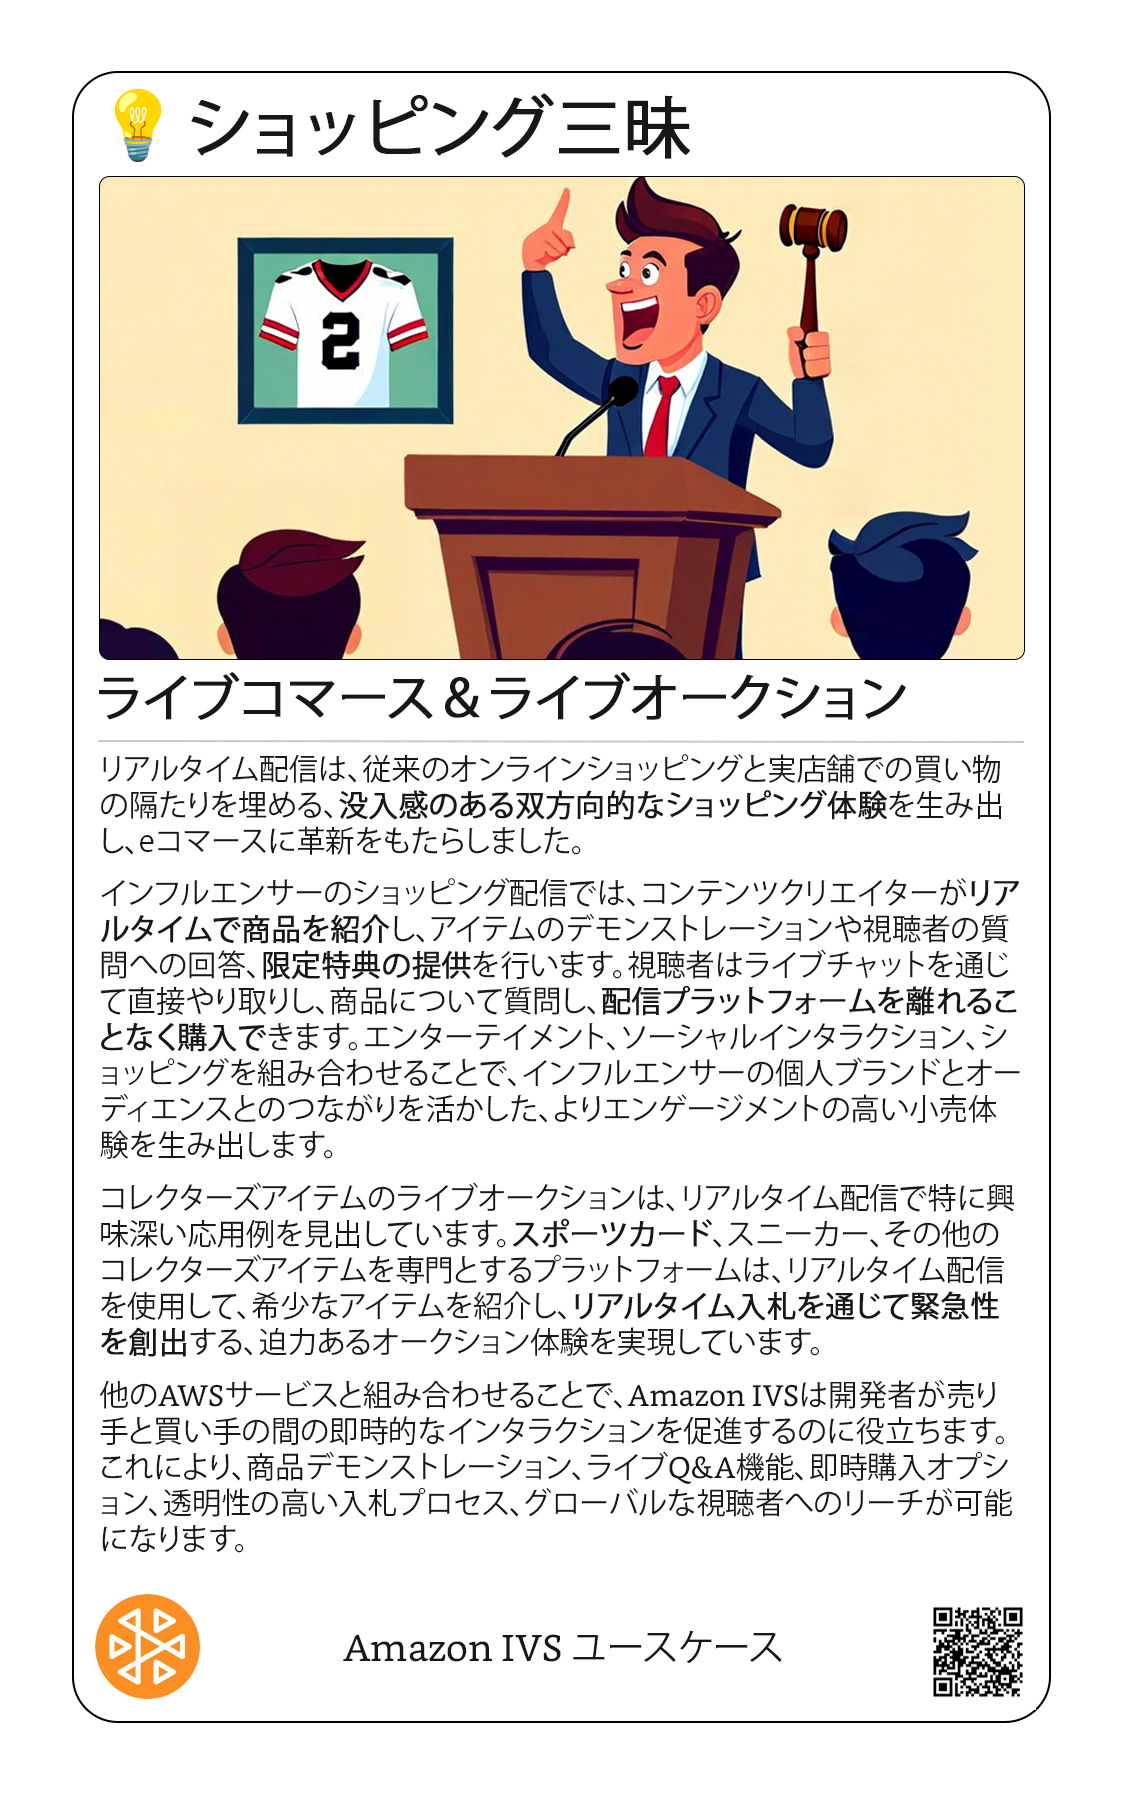 ショッピング三昧
2
ライブコマース＆ライブオークション
リアルタイム配信は、従来のオンラインショッピングと実店舗での買い物
の隔たりを埋める、没入感のある双方向的なショッピング体験を生み出
し、eコマースに革新をもたらしました。
インフルエンサーのショッピング配信では、コンテンツクリエイターがリア
ルタイムで商品を紹介し、アイテムのデモンストレーションや視聴者の質
問への回答、限定特典の提供を行います。視聴者はライブチャットを通じ
て直接やり取りし、商品について質問し、配信プラットフォームを離れるこ
となく購入できます。エンターテイメント、ソーシャルインタラクション、シ
ョッピングを組み合わせることで、インフルエンサーの個人ブランドとオー
ディエンスとのつながりを活かした、よりエンゲージメントの高い小売体
験を生み出します。
コレクターズアイテムのライブオークションは、リアルタイム配信で特に興
味深い応用例を見出しています。スポーツカード、スニーカー、その他の
コレクターズアイテムを専門とするプラットフォームは、リアルタイム配信
を使用して、希少なアイテムを紹介し、リアルタイム入札を通じて緊急性
を創出する、迫力あるオークション体験を実現しています。
他のAWSサービスと組み合わせることで、Amazon IVSは開発者が売り
手と買い手の間の即時的なインタラクションを促進するのに役立ちます。
これにより、商品デモンストレーション、ライブQ&A機能、即時購入オプシ
ョン、透明性の高い入札プロセス、グローバルな視聴者へのリーチが可能
になります。
Amazon IVS ユースケース